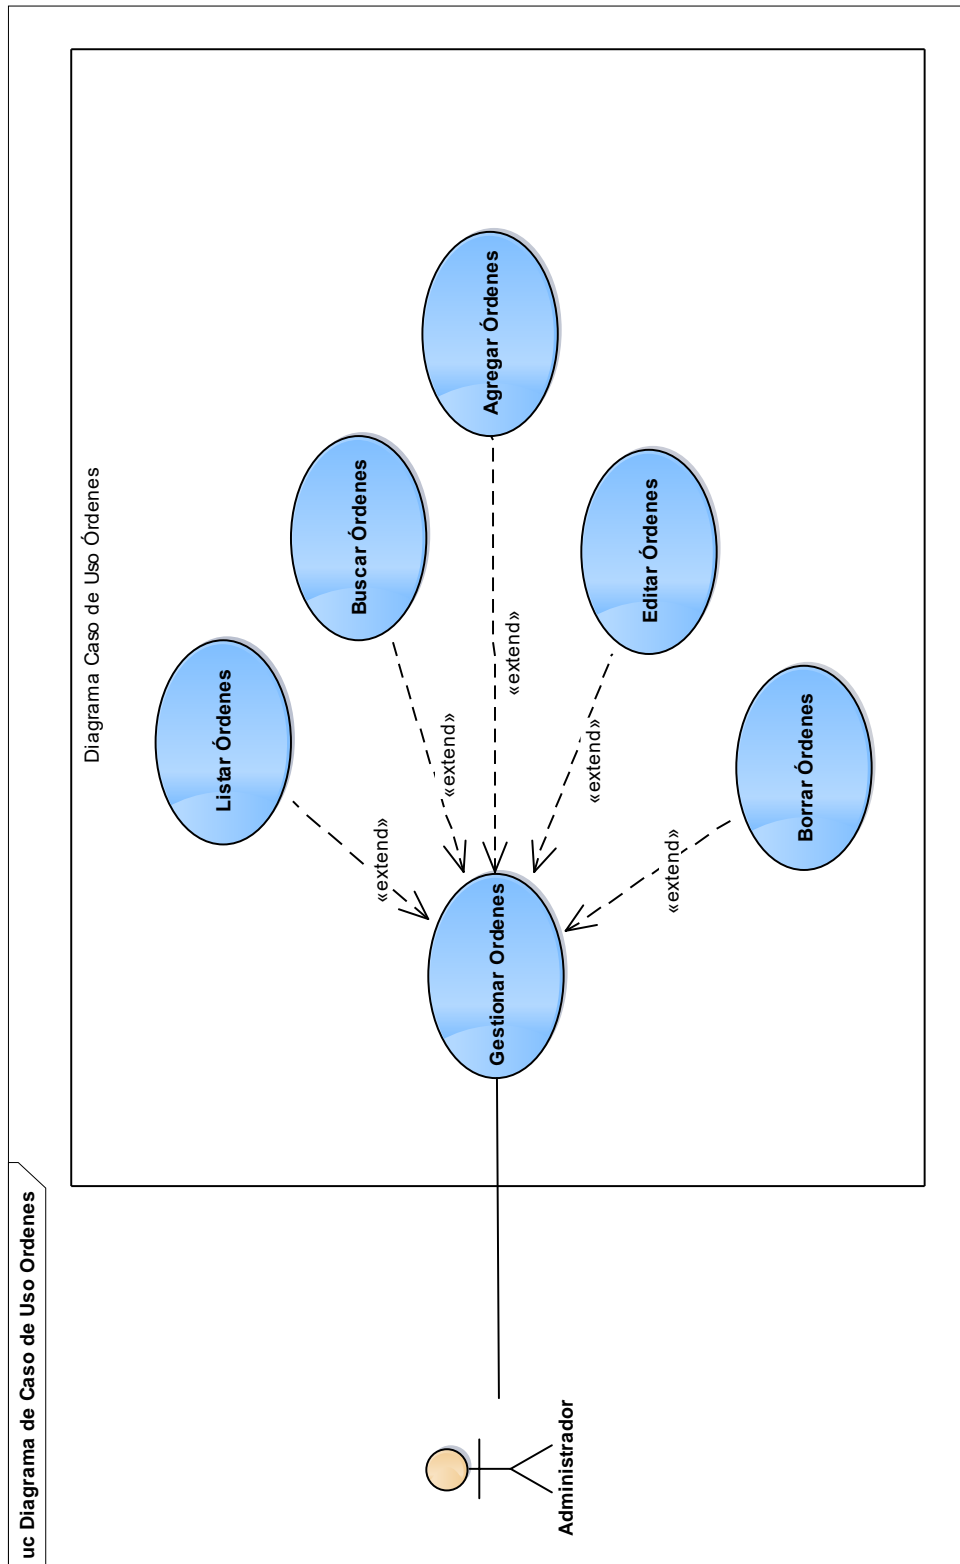 uc Diagrama de Caso de Uso Ordenes
Diagrama Caso de Uso Órdenes
Administrador
Gestionar Ordenes
Listar Órdenes
«extend»
Buscar Órdenes
«extend»
Agregar Órdenes
«extend»
Editar Órdenes
«extend»
Borrar Órdenes
«extend»